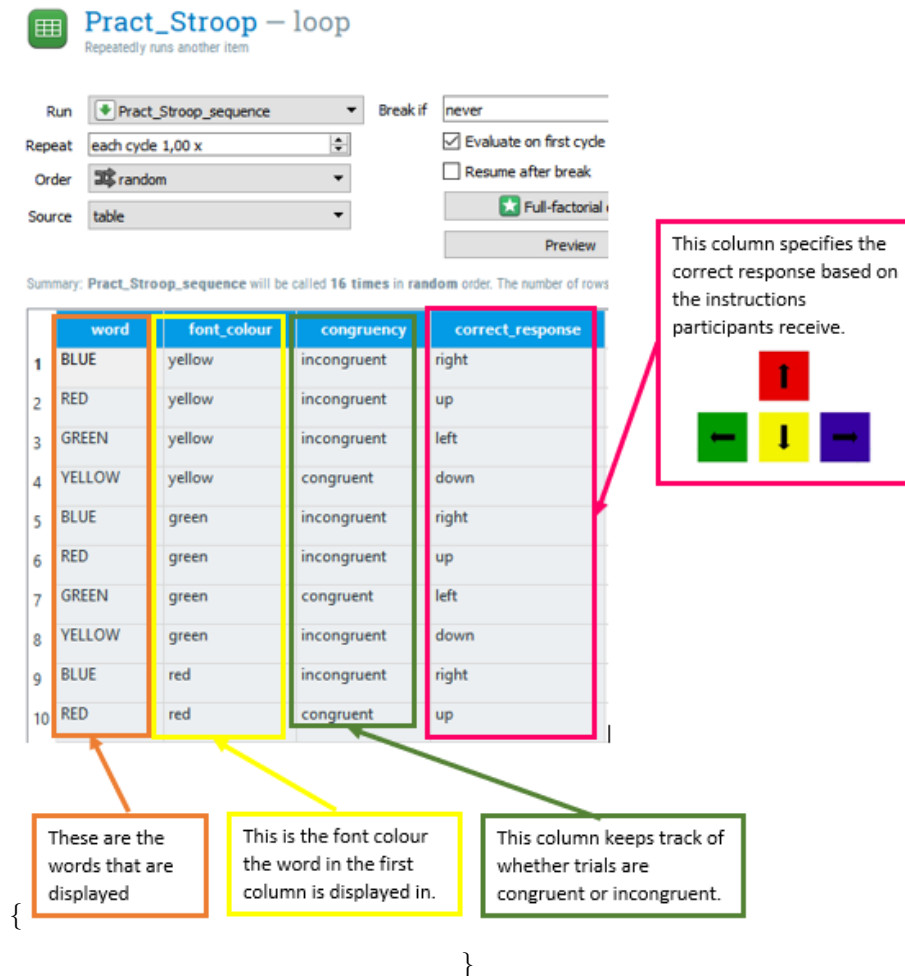 Pract_Stroop — loop
Repeatedly runs another item
Run Pract_Stroop_sequence Break if never
Repeat each cycle 1,00 x Evaluate on first cycle
Order random Resume after break
Source table Full-factorial
Preview
Summary: Pract_Stroop_sequence will be called 16 times in random order. The number of rows
word font_colour congruency correct_response
1 BLUE yellow incongruent right
2 RED yellow incongruent up
3 GREEN yellow incongruent left
4 YELLOW yellow congruent down
5 BLUE green incongruent right
6 RED green incongruent up
7 GREEN green congruent left
8 YELLOW green incongruent down
9 BLUE red incongruent right
10 RED red congruent up
This column specifies the
correct response based on
the instructions
participants receive.
These are the
words that are
displayed
This is the font colour
the word in the first
column is displayed in.
This column keeps track of
whether trials are
congruent or incongruent.
{
}